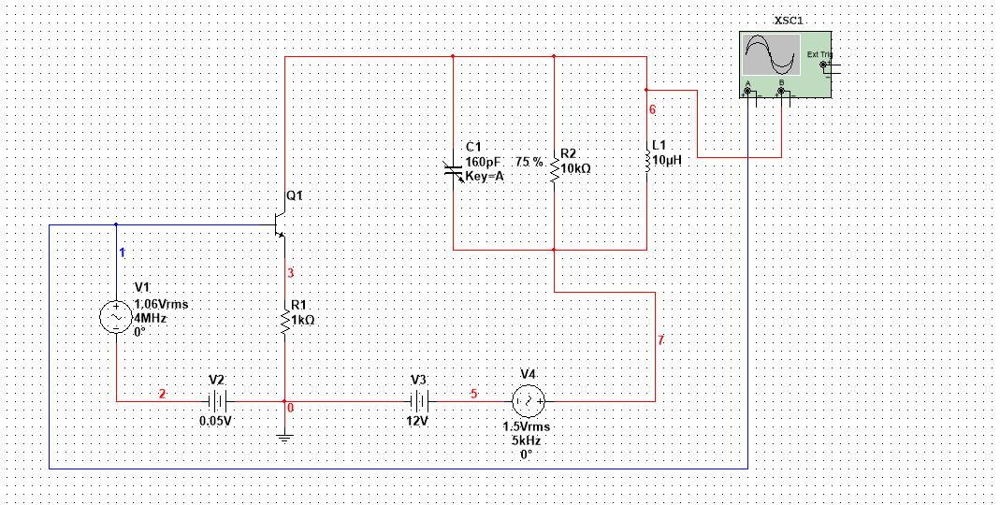 XSC1
Ext Trig
+
-
A
B
+ - + -
6
C1
160pF
Key=A
75 %
R2
10kΩ
L1
10µH
Q1
1
3
V1
1,06Vrms
4MHz
0°
R1
1kΩ
7
2
V2
0.05V
0
V3
12V
5
V4
1.5Vrms
5kHz
0°